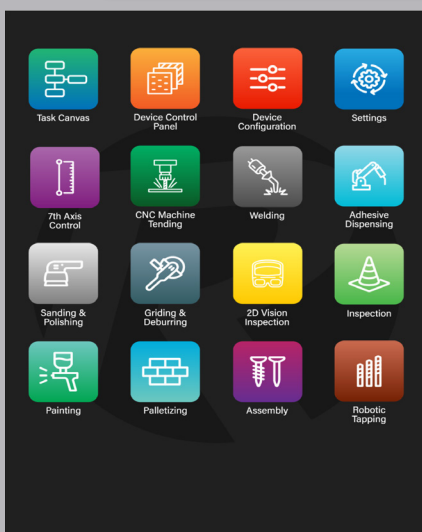 Task Canvas
Device Control
Panel
Device
Configuration
Settings
7th Axis
Control
CNC Machine
Tending
Welding
Adhesive
Dispensing
Sanding &
Polishing
Griding &
Deburring
2D Vision
Inspection
Inspection
Painting
Palletizing
Assembly
Robotic
Tapping